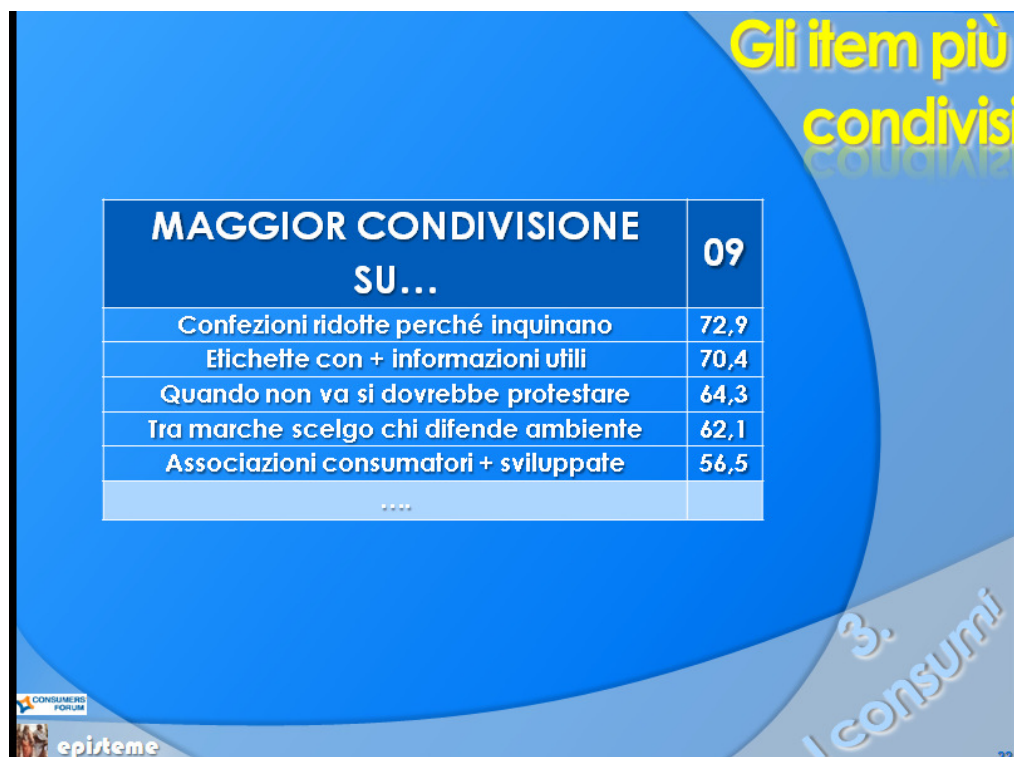 Gli item più
condivisi
MAGGIOR CONDIVISIONE
SU...
09
Confezioni ridotte perché inquinano 72,9
Etichette con + informazioni utili 70,4
Quando non va si dovrebbe protestare 64,3
Tra marche scelgo chi difende ambiente 62,1
Associazioni consumatori + sviluppate 56,5
....
3.
I consumi
CONSUMERS
FORUM
episteme